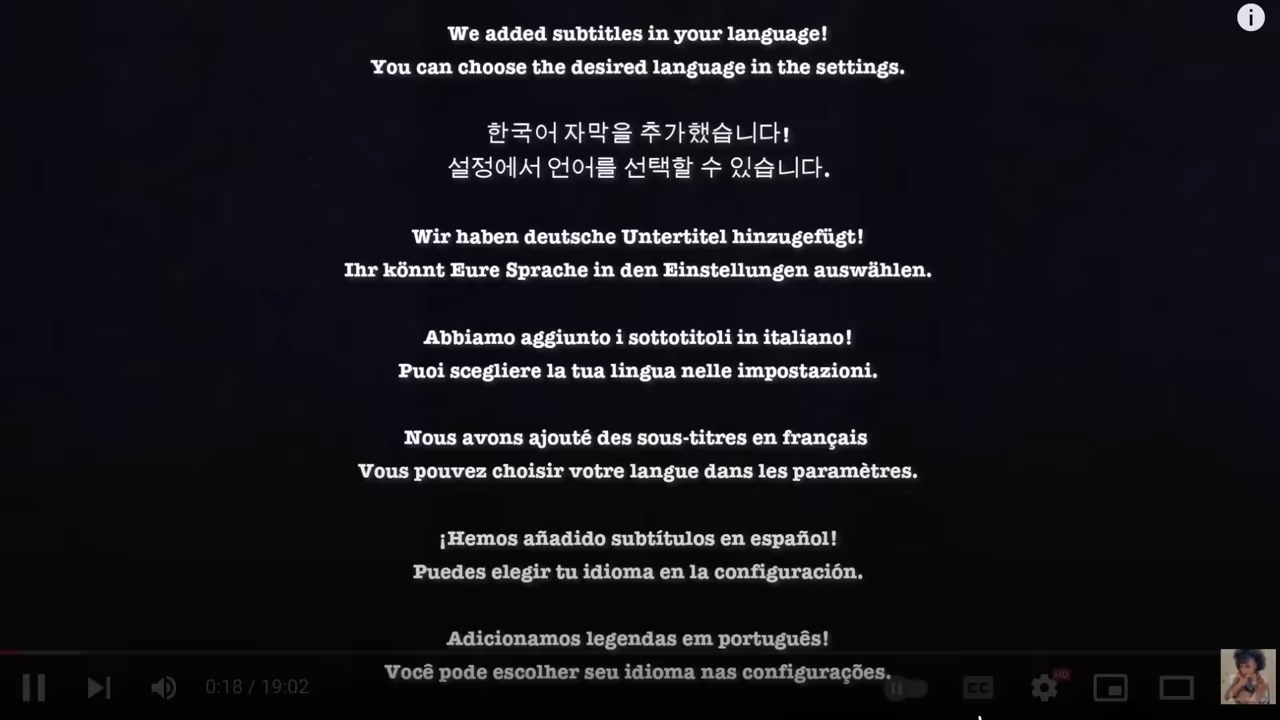 We added subtitles in your language!
You can choose the desired language in the settings.
한국어 자막을 추가했습니다!
설정에서 언어를 선택할 수 있습니다.
Wir haben deutsche Untertitel hinzugefügt!
Ihr könnt Eure Sprache in den Einstellungen auswählen.
Abbiamo aggiunto i sottotitoli in italiano!
Puoi scegliere la tua lingua nelle impostazioni.
Nous avons ajouté des sous-titres en français
Vous pouvez choisir votre langue dans les paramètres.
¡Hemos añadido subtítulos en español!
Puedes elegir tu idioma en la configuración.
Adicionamos legendas em português!
Você pode escolher seu idioma nas configurações.
0:18 / 19:02
CC
HD
i